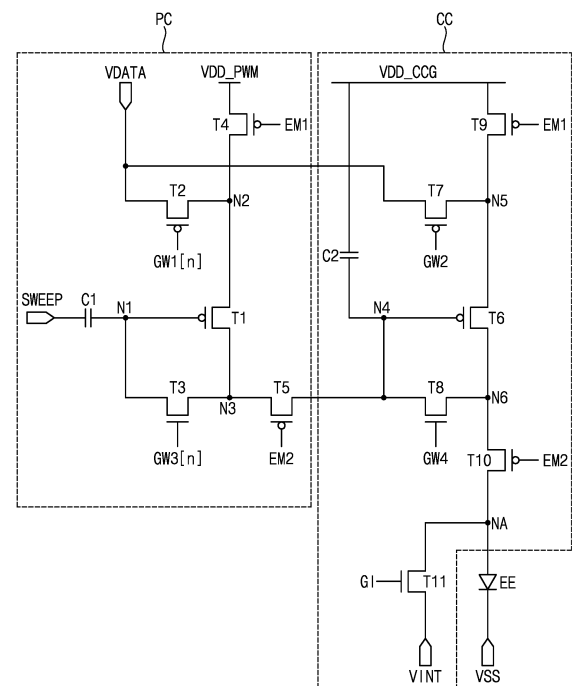 PC
CC
VDATA
VDD_PWM
VDD_CCG
T4
EM1
T9
EM1
T2
N2
T7
N5
GW1[n]
GW2
C2
SWEEP
C1
N1
T1
N4
T6
T3
N3
T5
T8
N6
GW3[n]
EM2
GW4
T10
EM2
NA
GI
T11
EE
VINT
VSS